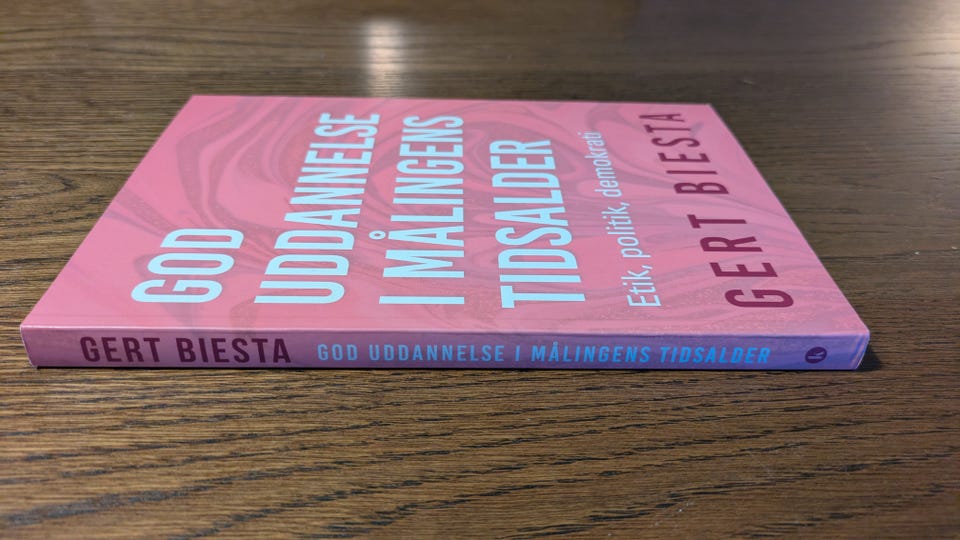 GOD
UDDANNELSE
I MÅLINGENS
TIDSALDER
Etik, politik, demokrati
GERT BIESTA
GERT BIESTA GOD UDDANNELSE I MÅLINGENS TIDSALDER